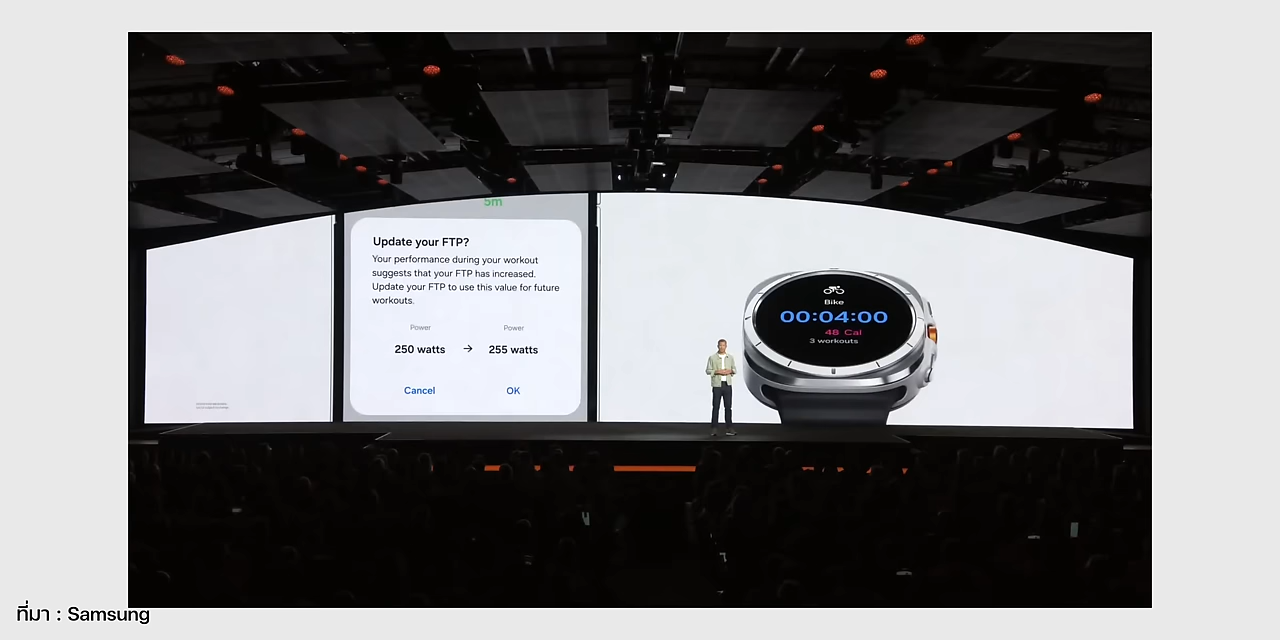 5m
Update your FTP?
Your performance during your workout
suggests that your FTP has increased.
Update your FTP to use this value for future
workouts.
Power
Power
250 watts → 255 watts
Cancel
OK
Bike
00:04:00
48 Cal
3 workouts
ที่มา : Samsung